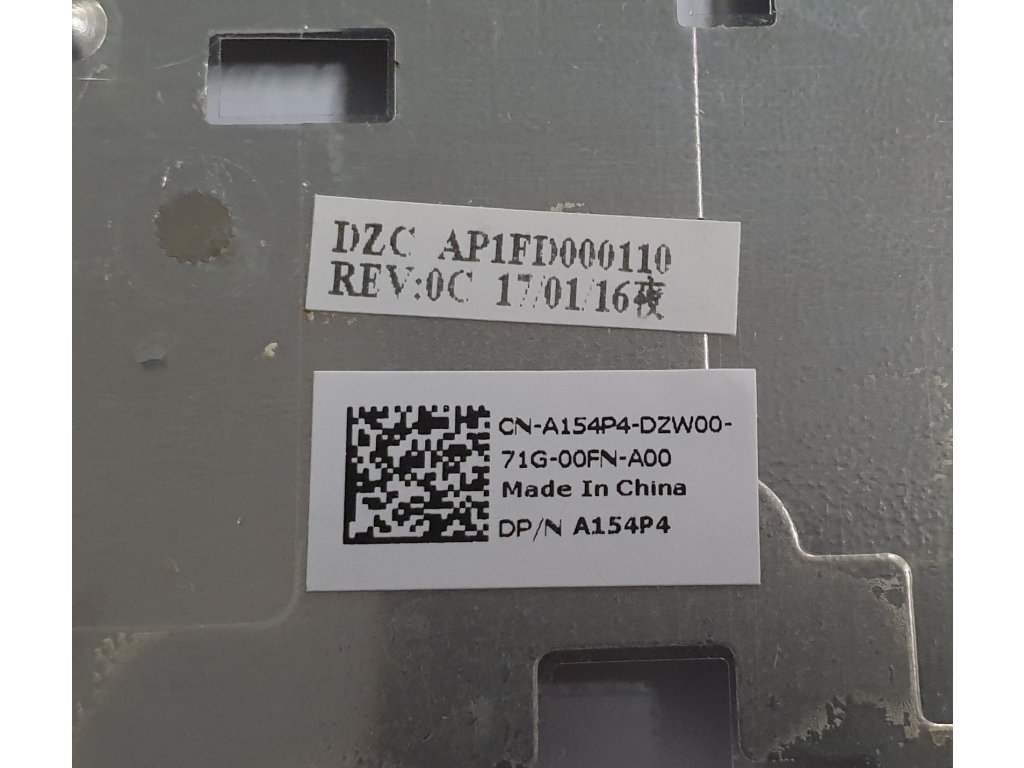 DZC AP1FD000110
REV:0C 17/01/16夜
CN-A154P4-DZW00-
71G-00FN-A00
Made In China
DP/N A154P4